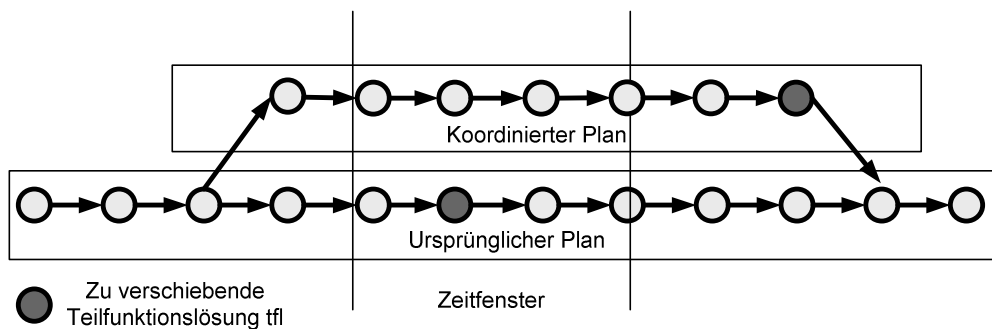 Koordinierter Plan
Ursprünglicher Plan
Zu verschiebende
Teilfunktionslösung tfl
Zeitfenster